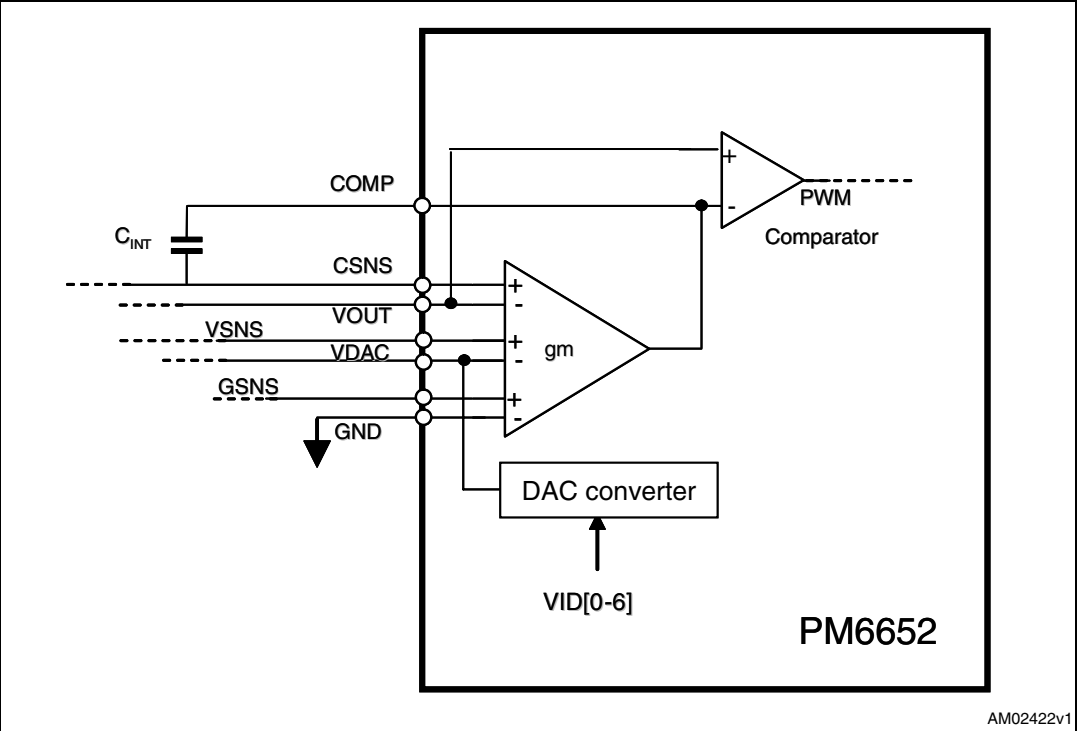 COMP
+
PWM
-
Comparator
C_INT
CSNS
+
-
VOUT
VSNS
+
gm
VDAC
-
GSNS
+
-
GND
DAC converter
VID[0-6]
PM6652
AM02422v1